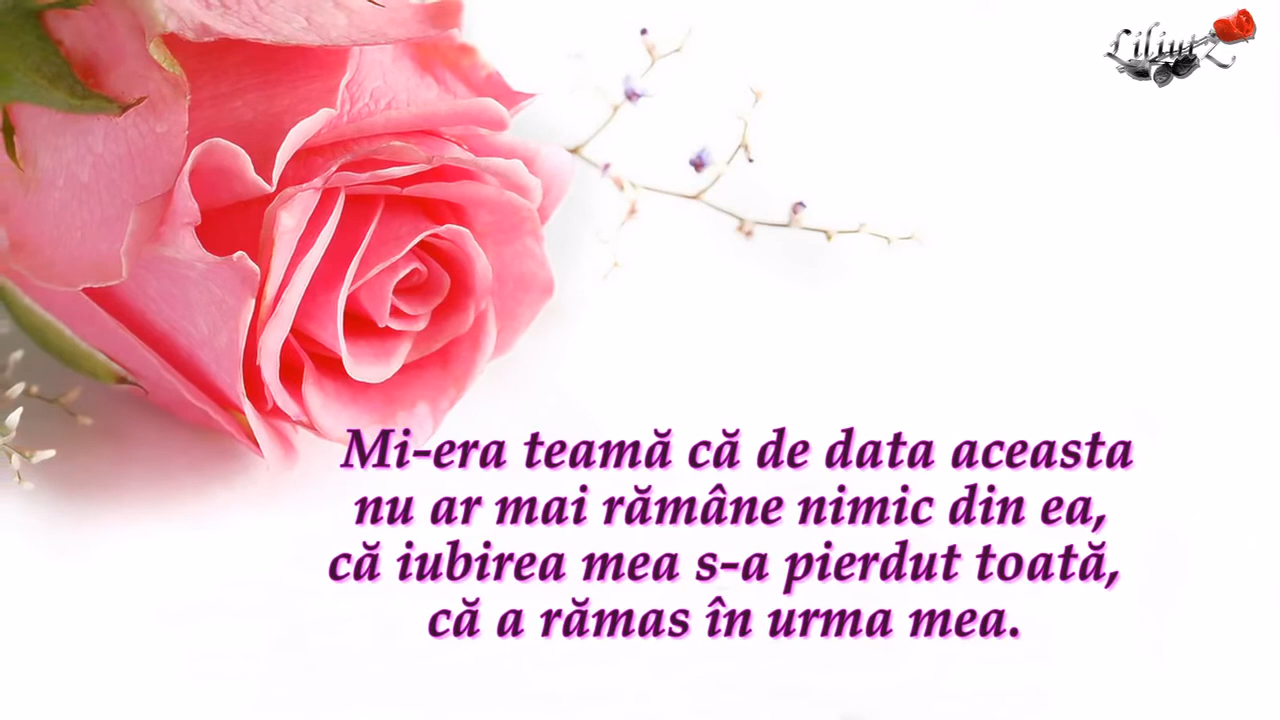 Liliutz
Mi-era teamă că de data aceasta
nu ar mai rămâne nimic din ea,
că iubirea mea s-a pierdut toată,
că a rămas în urma mea.